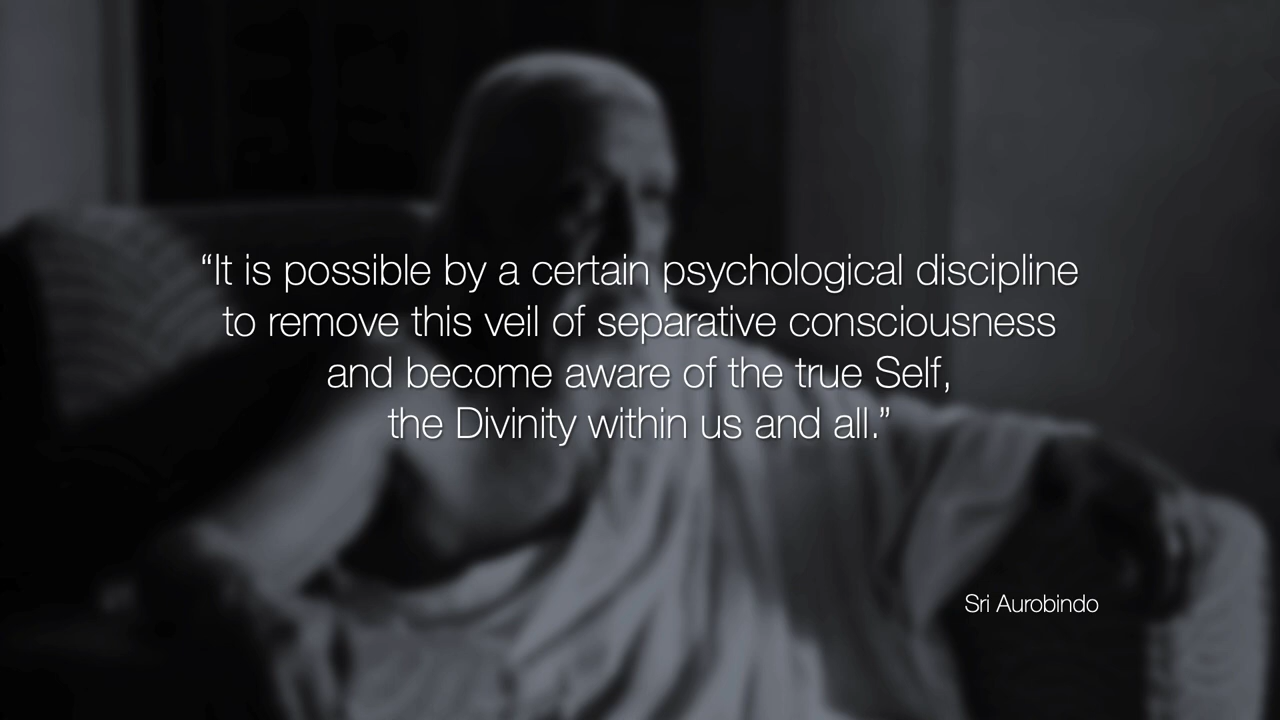 “It is possible by a certain psychological discipline
to remove this veil of separative consciousness
and become aware of the true Self,
the Divinity within us and all.”
Sri Aurobindo